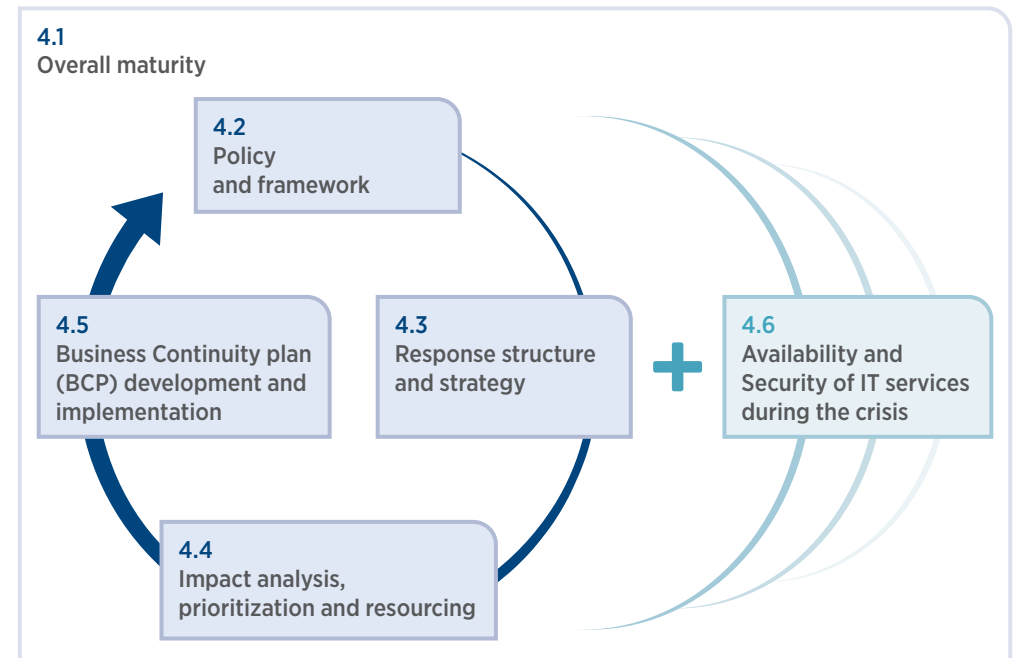 4.1
Overall maturity
4.2
Policy
and framework
4.5
Business Continuity plan
(BCP) development and
implementation
4.3
Response structure
and strategy
4.6
Availability and
Security of IT services
during the crisis
4.4
Impact analysis,
prioritization and resourcing